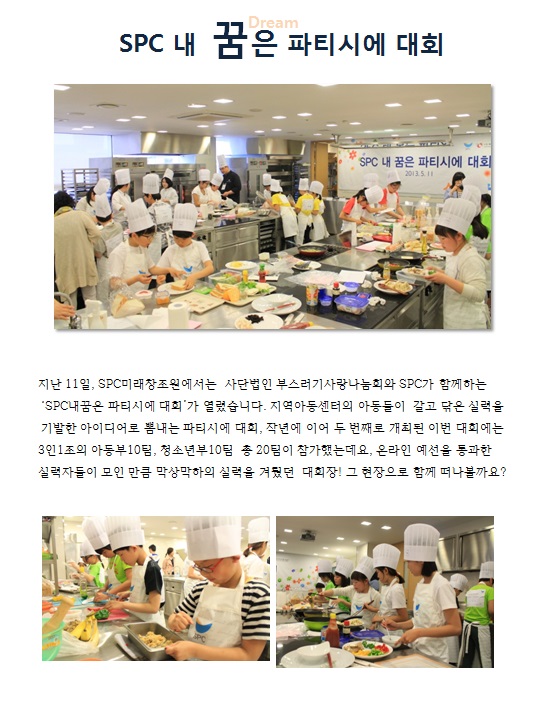 Dream
SPC 내 꿈은 파티시에 대회
SPC 내 꿈은 파티시에 대회
2013.5.11
지난 11일, SPC미래창조원에서는 사단법인 부스러기사랑나눔회와 SPC가 함께하는
‘SPC내꿈은 파티시에 대회’가 열렸습니다. 지역아동센터의 아동들이 갈고 닦은 실력을
기발한 아이디어로 뽐내는 파티시에 대회, 작년에 이어 두 번째로 개최된 이번 대회에는
3인1조의 아동부10팀, 청소년부10팀 총 20팀이 참가했는데요, 온라인 예선을 통과한
실력자들이 모인 만큼 막상막하의 실력을 겨뤘던 대회장! 그 현장으로 함께 떠나볼까요?